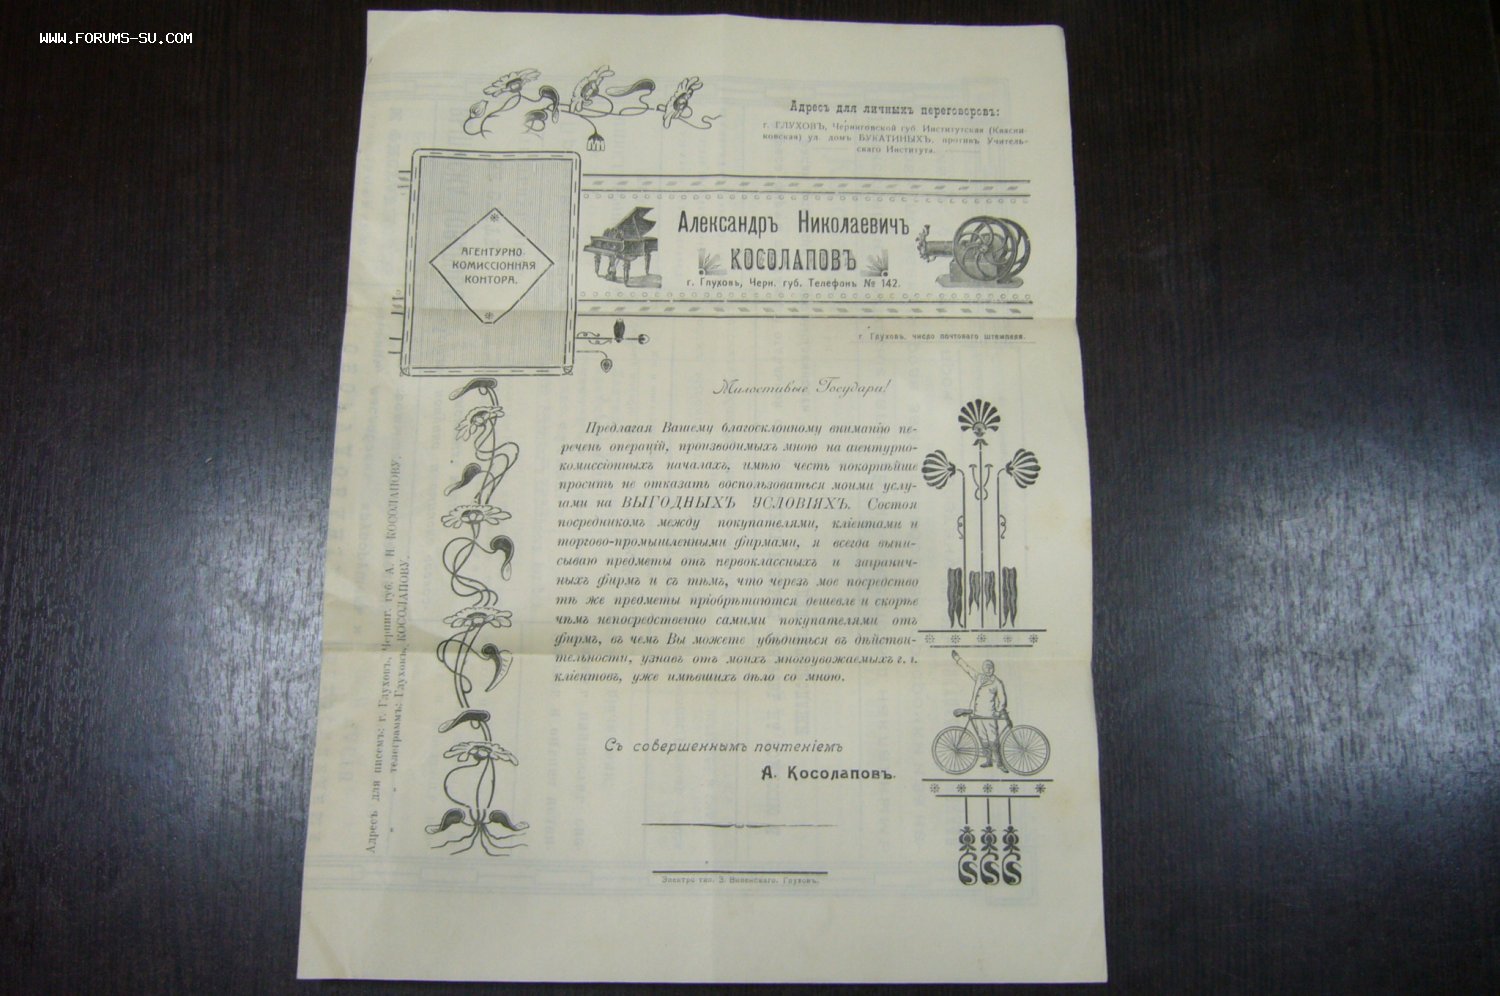 WWW.FORUMS-SU.COM
Адресъ для личныхъ переговоровъ:
г. ГЛУХОВЪ, Черниговской губ. Институтская
ул. домъ БУКАТИНЫХЪ, противъ Учитель-
скаго Института.
АГЕНТУРНО-
КОМИССІОННАЯ
КОНТОРА.
Александръ Николаевичъ
КОСОЛАПОВЪ
г. Глуховъ, Черн. губ. Телефонъ № 142.
г. Глуховъ, число почтоваго штемпеля.
Милостивые Государи!
Предлагая Вашему благосклонному вниманію пе-
речень операцій, производимыхъ мною на агентурно-
комиссіонныхъ началахъ, имѣю честь покорнѣйше
просить не отказать воспользоваться моими услу-
гами на ВЫГОДНЫХЪ УСЛОВІЯХЪ. Состоя
посредникомъ между покупателями, кліентами и
торгово-промышленными фирмами, я всегда выпи-
сываю предметы отъ первоклассныхъ и загранич-
ныхъ фирмъ и съ тѣмъ, что черезъ мое посредство
тѣ же предметы пріобрѣтаются дешевле и скорѣе
чѣмъ непосредственно самими покупателями отъ
фирмъ, въ чемъ Вы можете убѣдиться въ дѣйстви-
тельности, узнавъ отъ моихъ многоуважаемыхъ г. г.
кліентовъ, уже имѣвшихъ дѣло со мною.
Съ совершеннымъ почтеніемъ
А. Косолаповъ.
Электро тип. З. Глуховъ.
Адресъ для писемъ: г. Глуховъ, Черниг. губ. А. Н. КОСОЛАПОВУ.
" " телеграммъ: Глуховъ, КОСОЛАПОВУ.